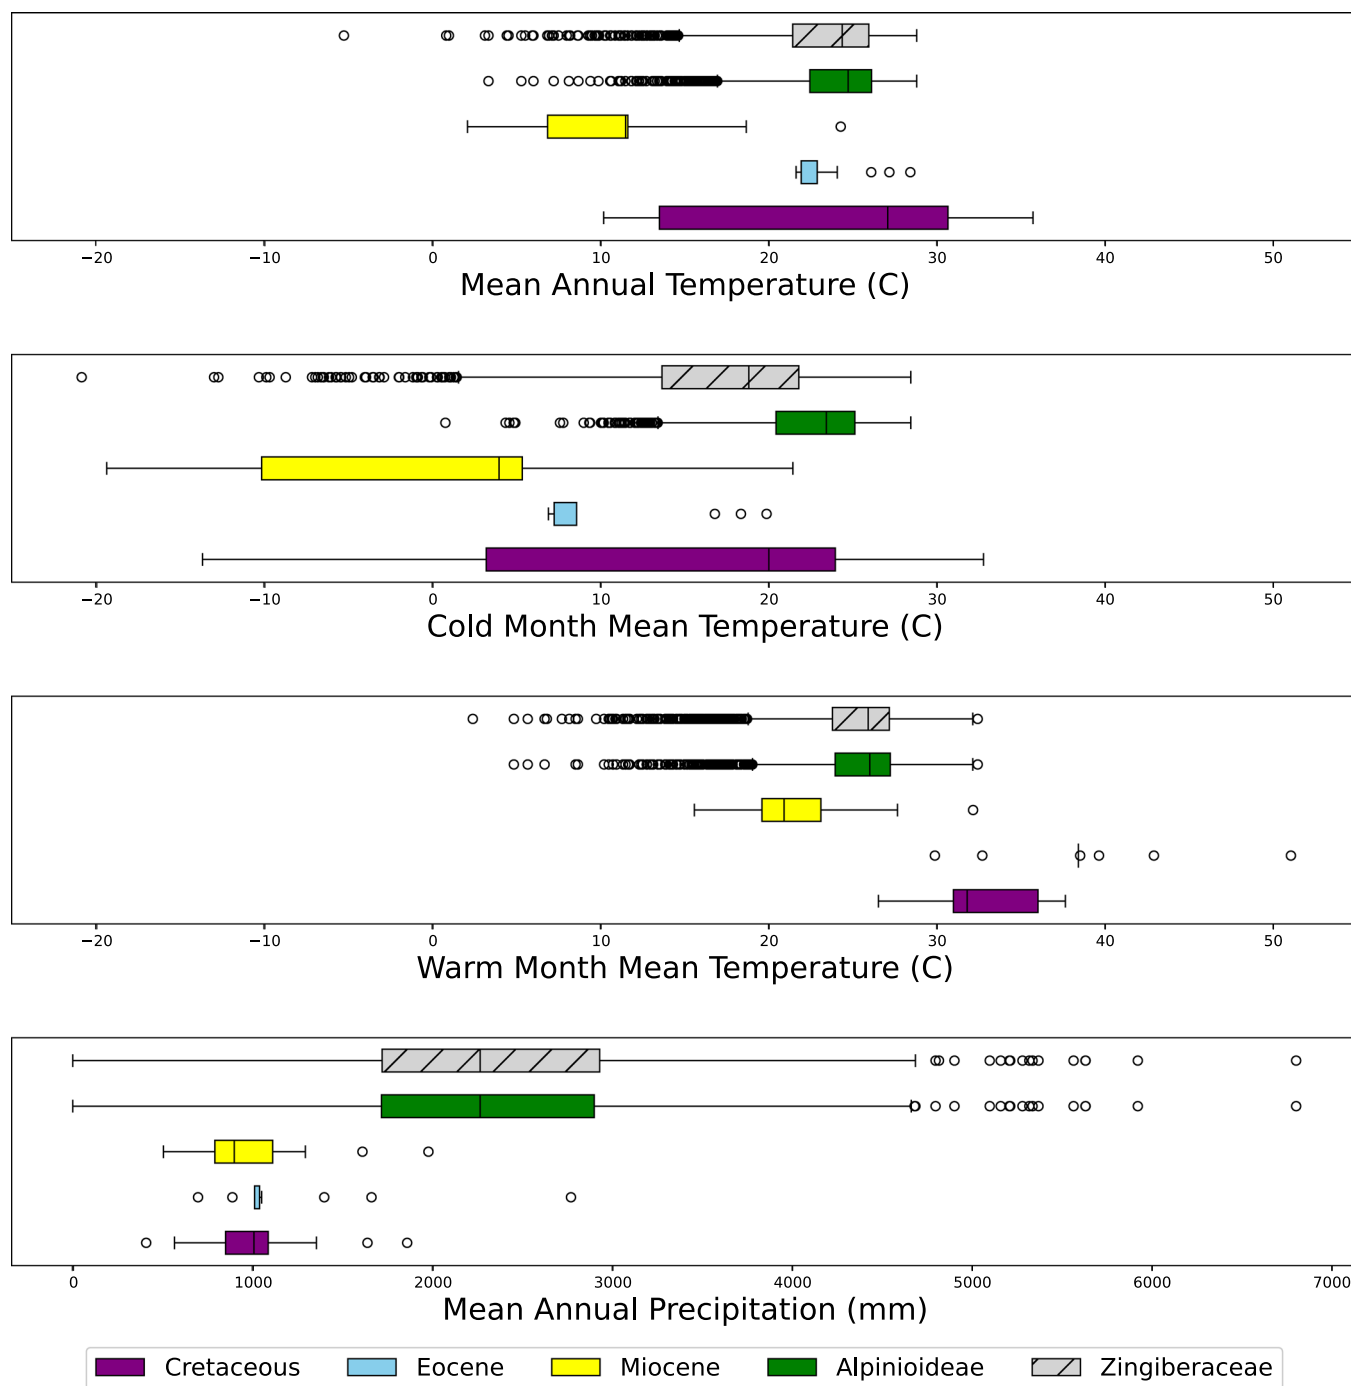 −20 −10 0 10 20 30 40 50
Mean Annual Temperature (C)
−20 −10 0 10 20 30 40 50
Cold Month Mean Temperature (C)
−20 −10 0 10 20 30 40 50
Warm Month Mean Temperature (C)
0 1000 2000 3000 4000 5000 6000 7000
Mean Annual Precipitation (mm)
Cretaceous Eocene Miocene Alpinioideae Zingiberaceae